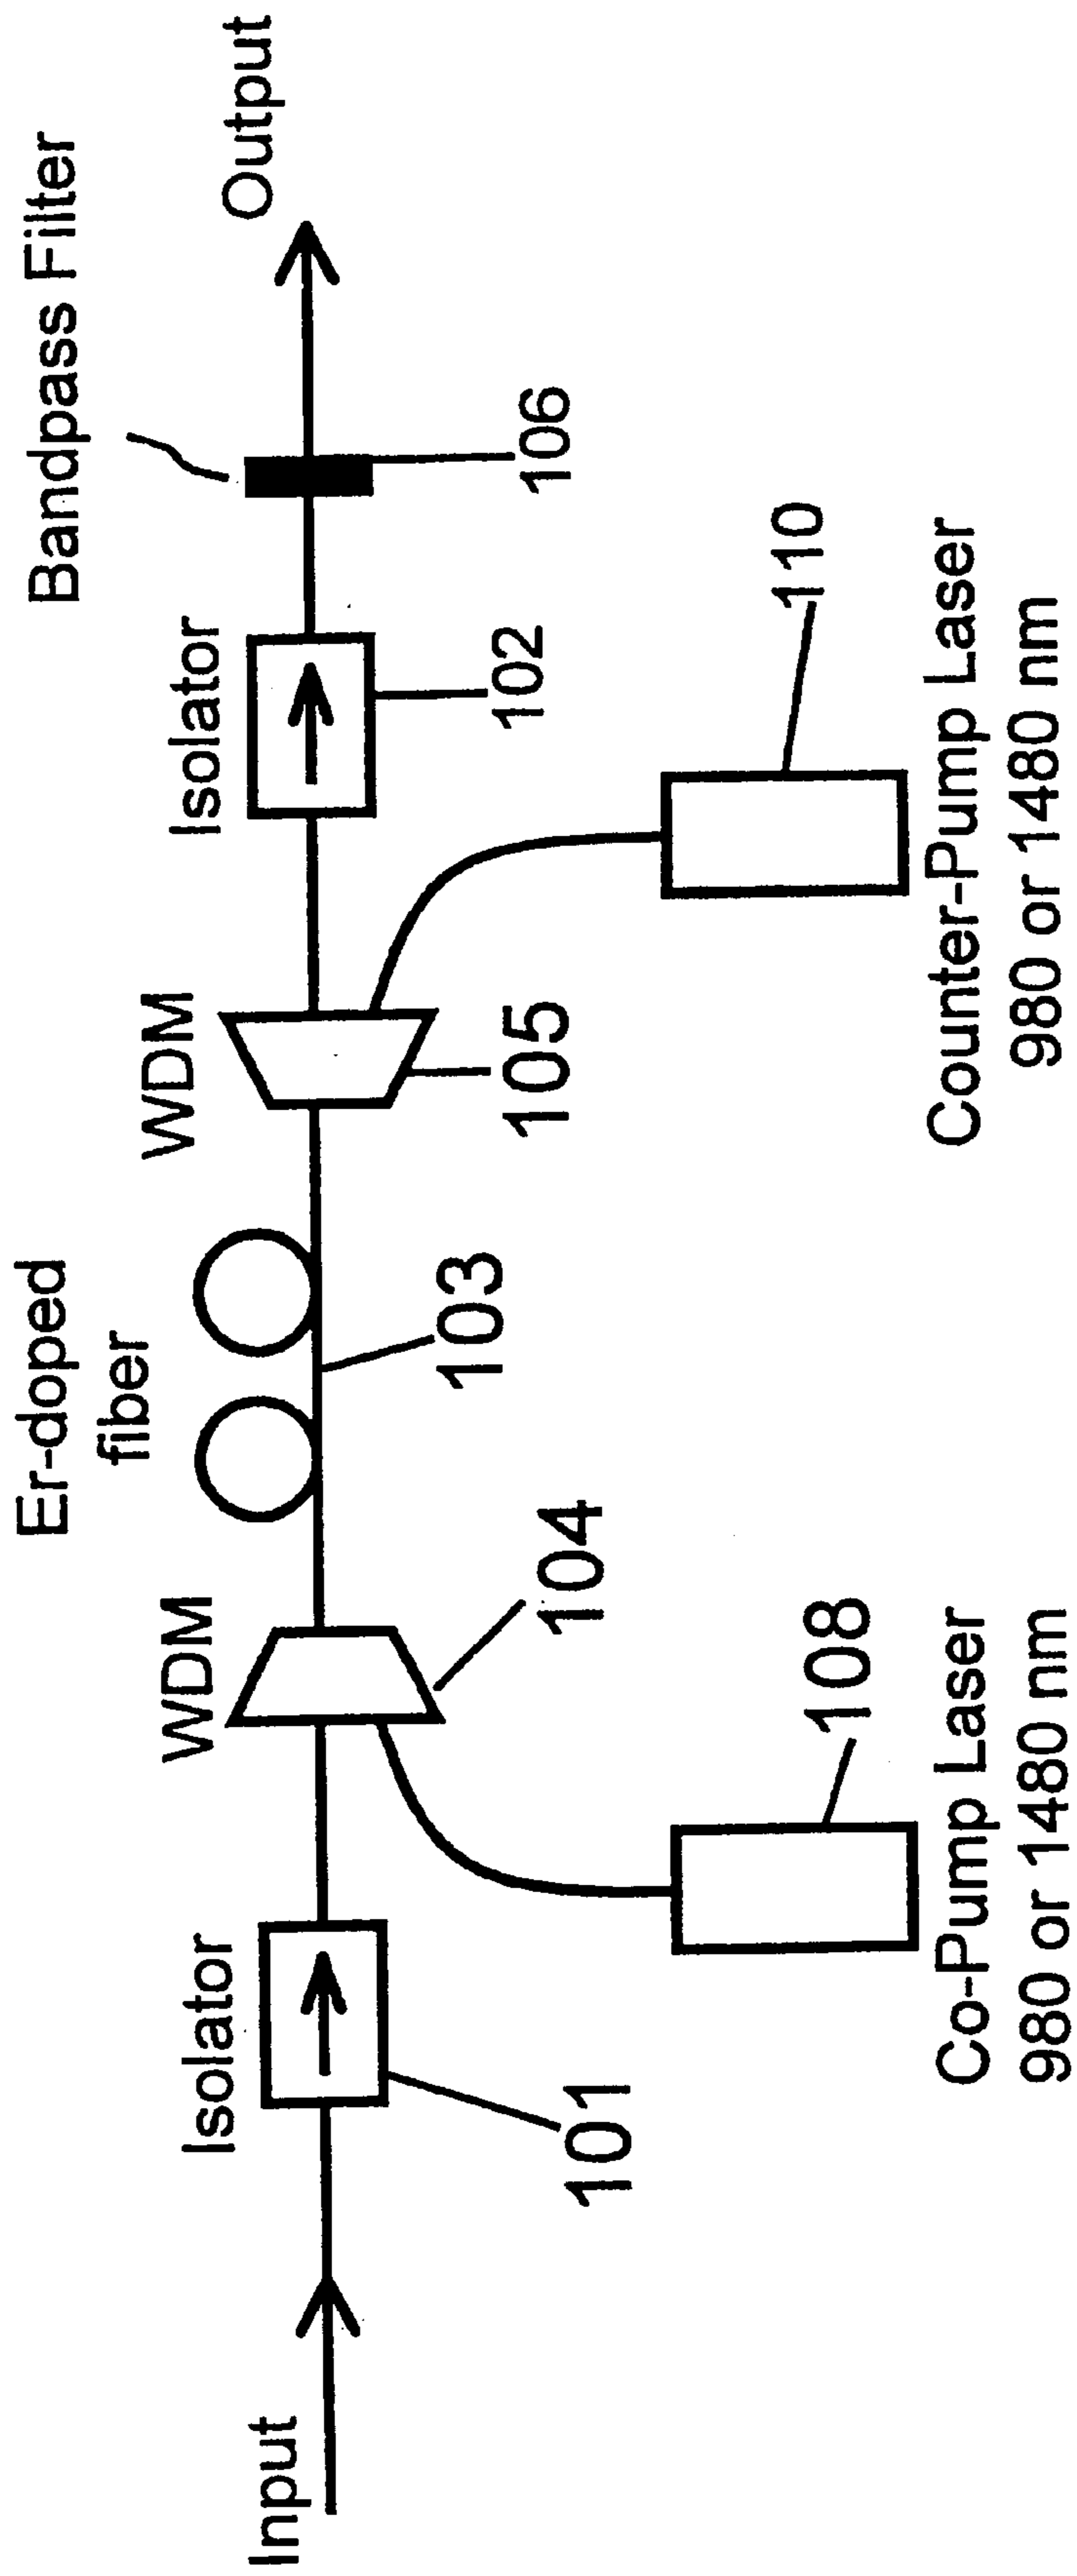 Input
Isolator
101
WDM
104
Co-Pump Laser
980 or 1480 nm
108
Er-doped
fiber
103
WDM
105
Counter-Pump Laser
980 or 1480 nm
110
Isolator
102
Bandpass Filter
106
Output